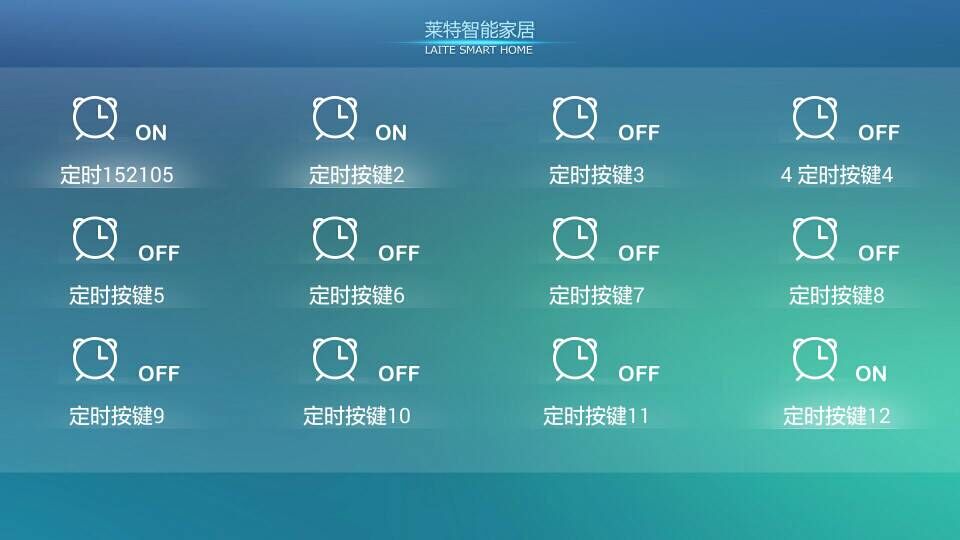 莱特智能家居
LAITE SMART HOME
ON ON OFF OFF
定时152105 定时按键2 定时按键3 4 定时按键4
OFF OFF OFF OFF
定时按键5 定时按键6 定时按键7 定时按键8
OFF OFF OFF ON
定时按键9 定时按键10 定时按键11 定时按键12